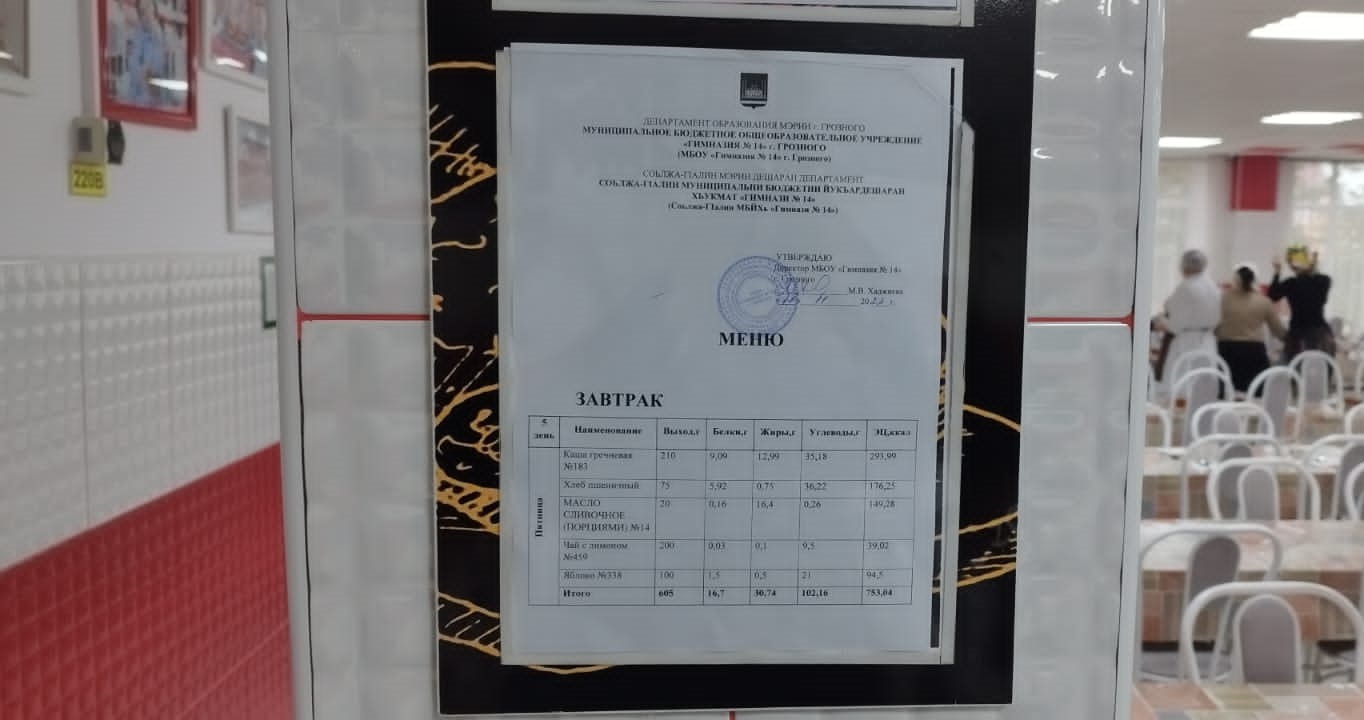 220В
ДЕПАРТАМЕНТ ОБРАЗОВАНИЯ МЭРИИ г. ГРОЗНОГО
МУНИЦИПАЛЬНОЕ БЮДЖЕТНОЕ ОБЩЕОБРАЗОВАТЕЛЬНОЕ УЧРЕЖДЕНИЕ
«ГИМНАЗИЯ № 14» г. ГРОЗНОГО
(МБОУ «Гимназия № 14» г. Грозного)
СОЬЛЖА-ГӀАЛИН МЭРИН ДЕШАРАН ДЕПАРТАМЕНТ
СОЬЛЖА-ГӀАЛИН МУНИЦИПАЛЬНИ БЮДЖЕТНИ ЙУКЪАРДЕШАРАН
ХЬУКМАТ «ГИМНАЗИ № 14»
(Соьлжа-ГӀалин МБЙХь «Гимнази № 14»)
УТВЕРЖДАЮ
Директор МБОУ «Гимназия № 14»
г. Грозного
М.В. Хаджиева
МЕНЮ
ЗАВТРАК
5 день Наименование Выход,г Белки,г Жиры,г Углеводы,г ЭЦ,ккал
Пятница
Каша гречневая №183 210 9,09 12,99 35,18 293,99
Хлеб пшеничный 75 5,92 0,75 36,22 176,25
МАСЛО СЛИВОЧНОЕ (ПОРЦИЯМИ) №14 20 0,16 16,4 0,26 149,28
Чай с лимоном №459 200 0,03 0,1 9,5 39,02
Яблоко №338 100 1,5 0,5 21 94,5
Итого 605 16,7 30,74 102,16 753,04